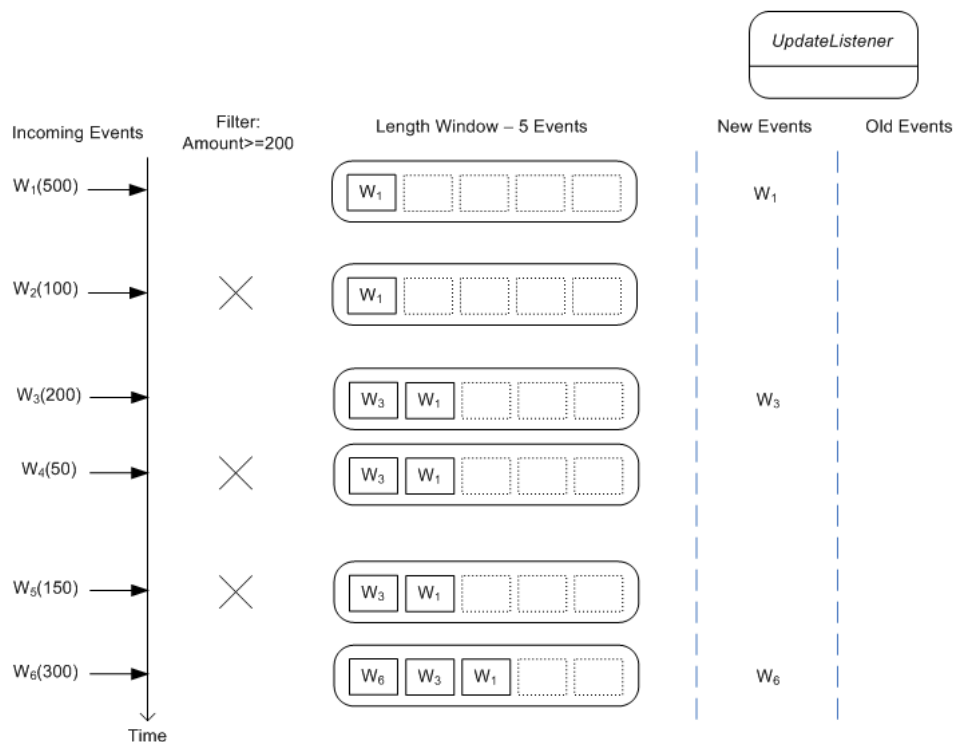 UpdateListener
Incoming Events
Filter:
Amount>=200
Length Window – 5 Events
New Events
Old Events
W₁(500)
W₁
W₁
W₂(100)
W₁
W₃(200)
W₃ W₁
W₃
W₄(50)
W₃ W₁
W₅(150)
W₃ W₁
W₆(300)
W₆ W₃ W₁
W₆
Time